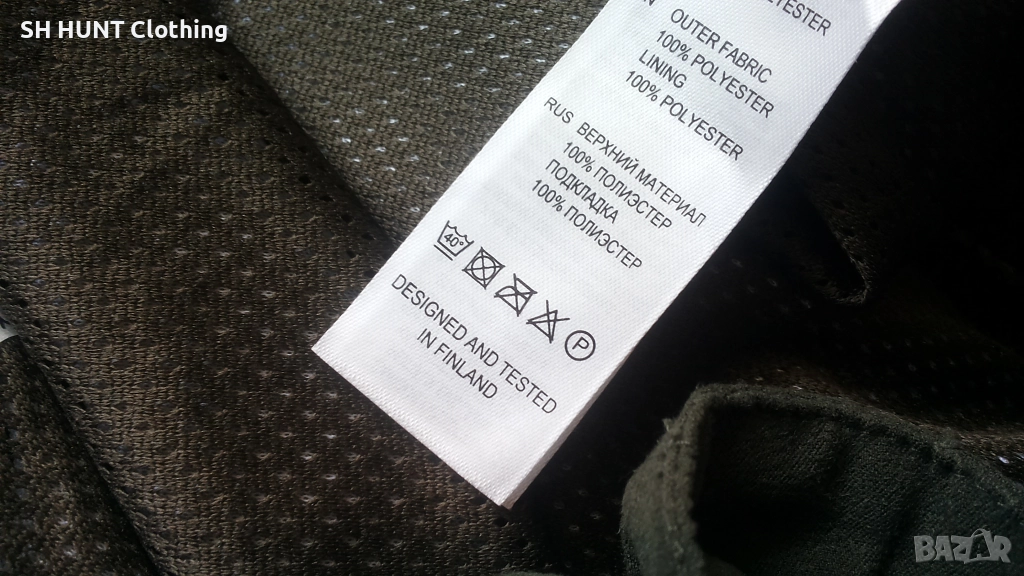 SH HUNT Clothing
OUTER FABRIC
100% POLYESTER
LINING
100% POLYESTER
RUS ВЕРХНИЙ МАТЕРИАЛ
100% ПОЛИЭСТЕР
ПОДКЛАДКА
100% ПОЛИЭСТЕР
40°
P
DESIGNED AND TESTED
IN FINLAND
BAZAR